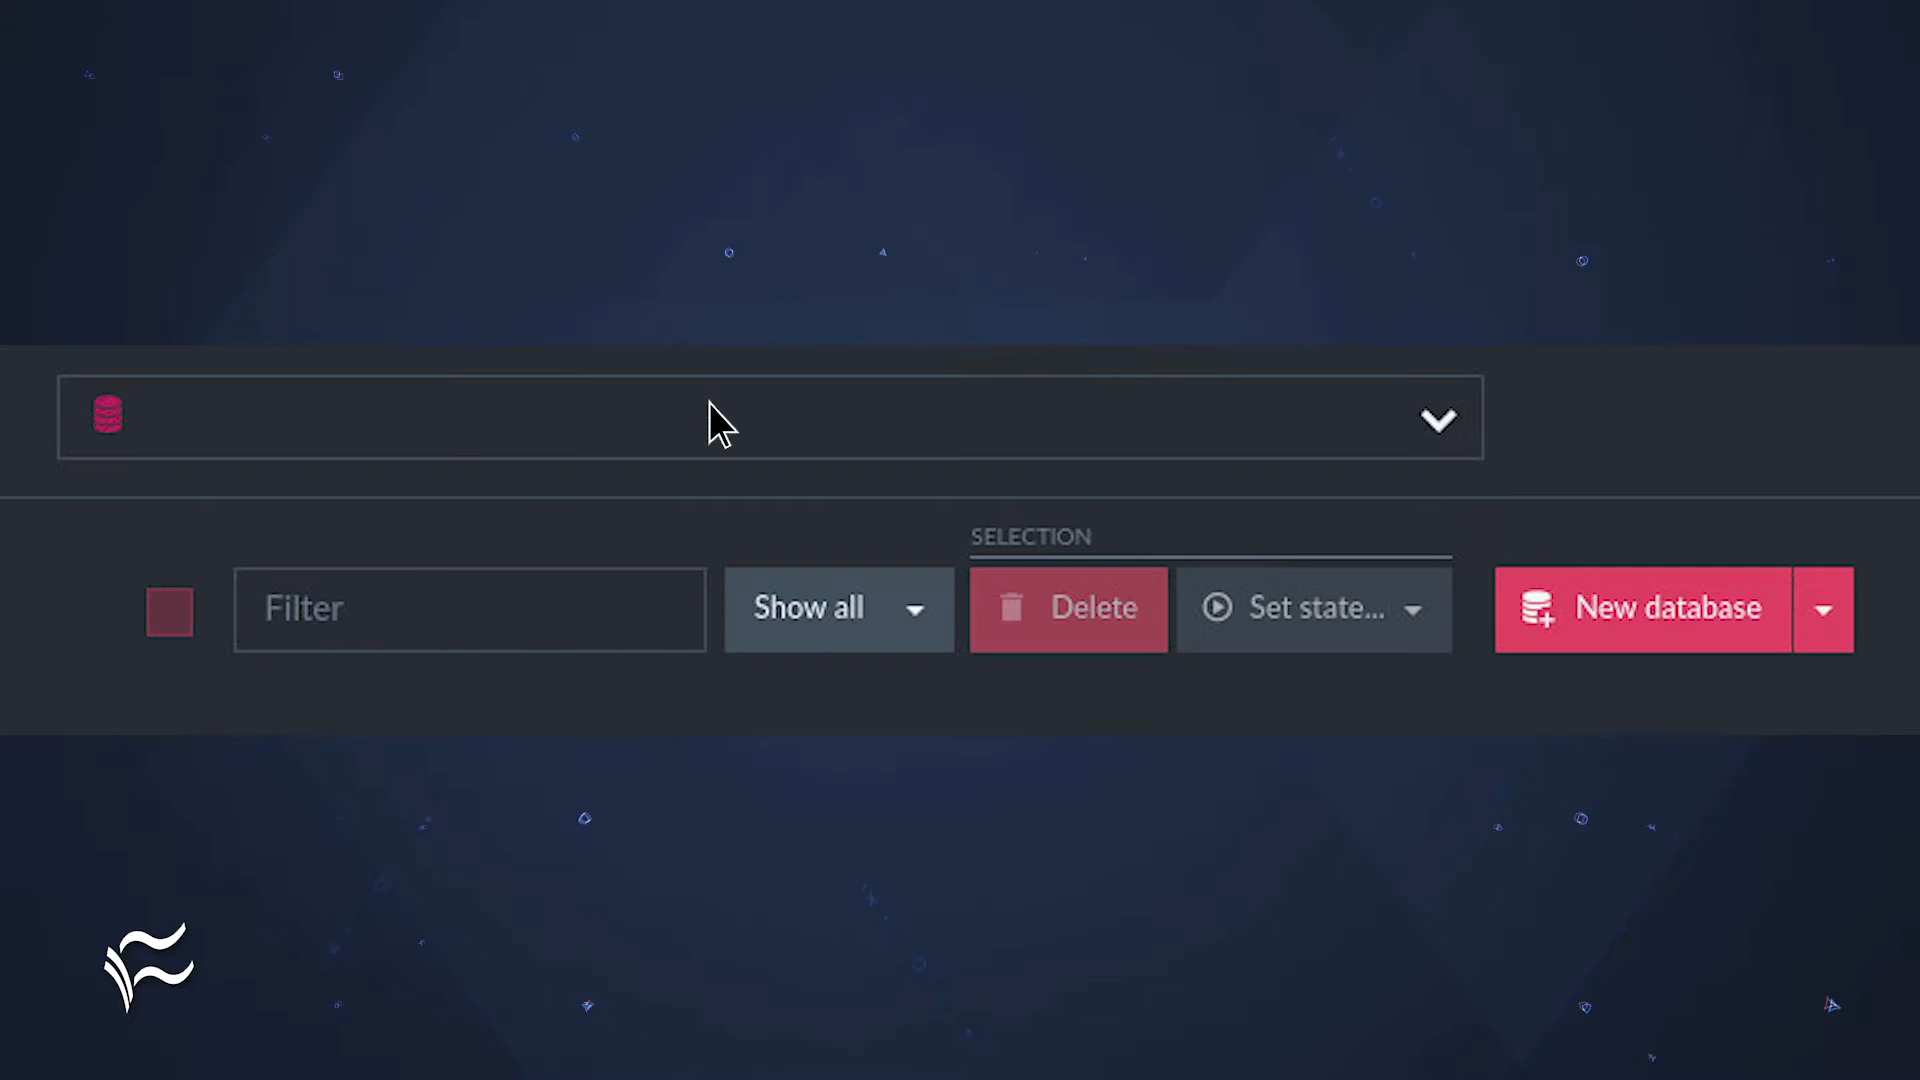 SELECTION
Filter
Show all
Delete
Set state...
New database